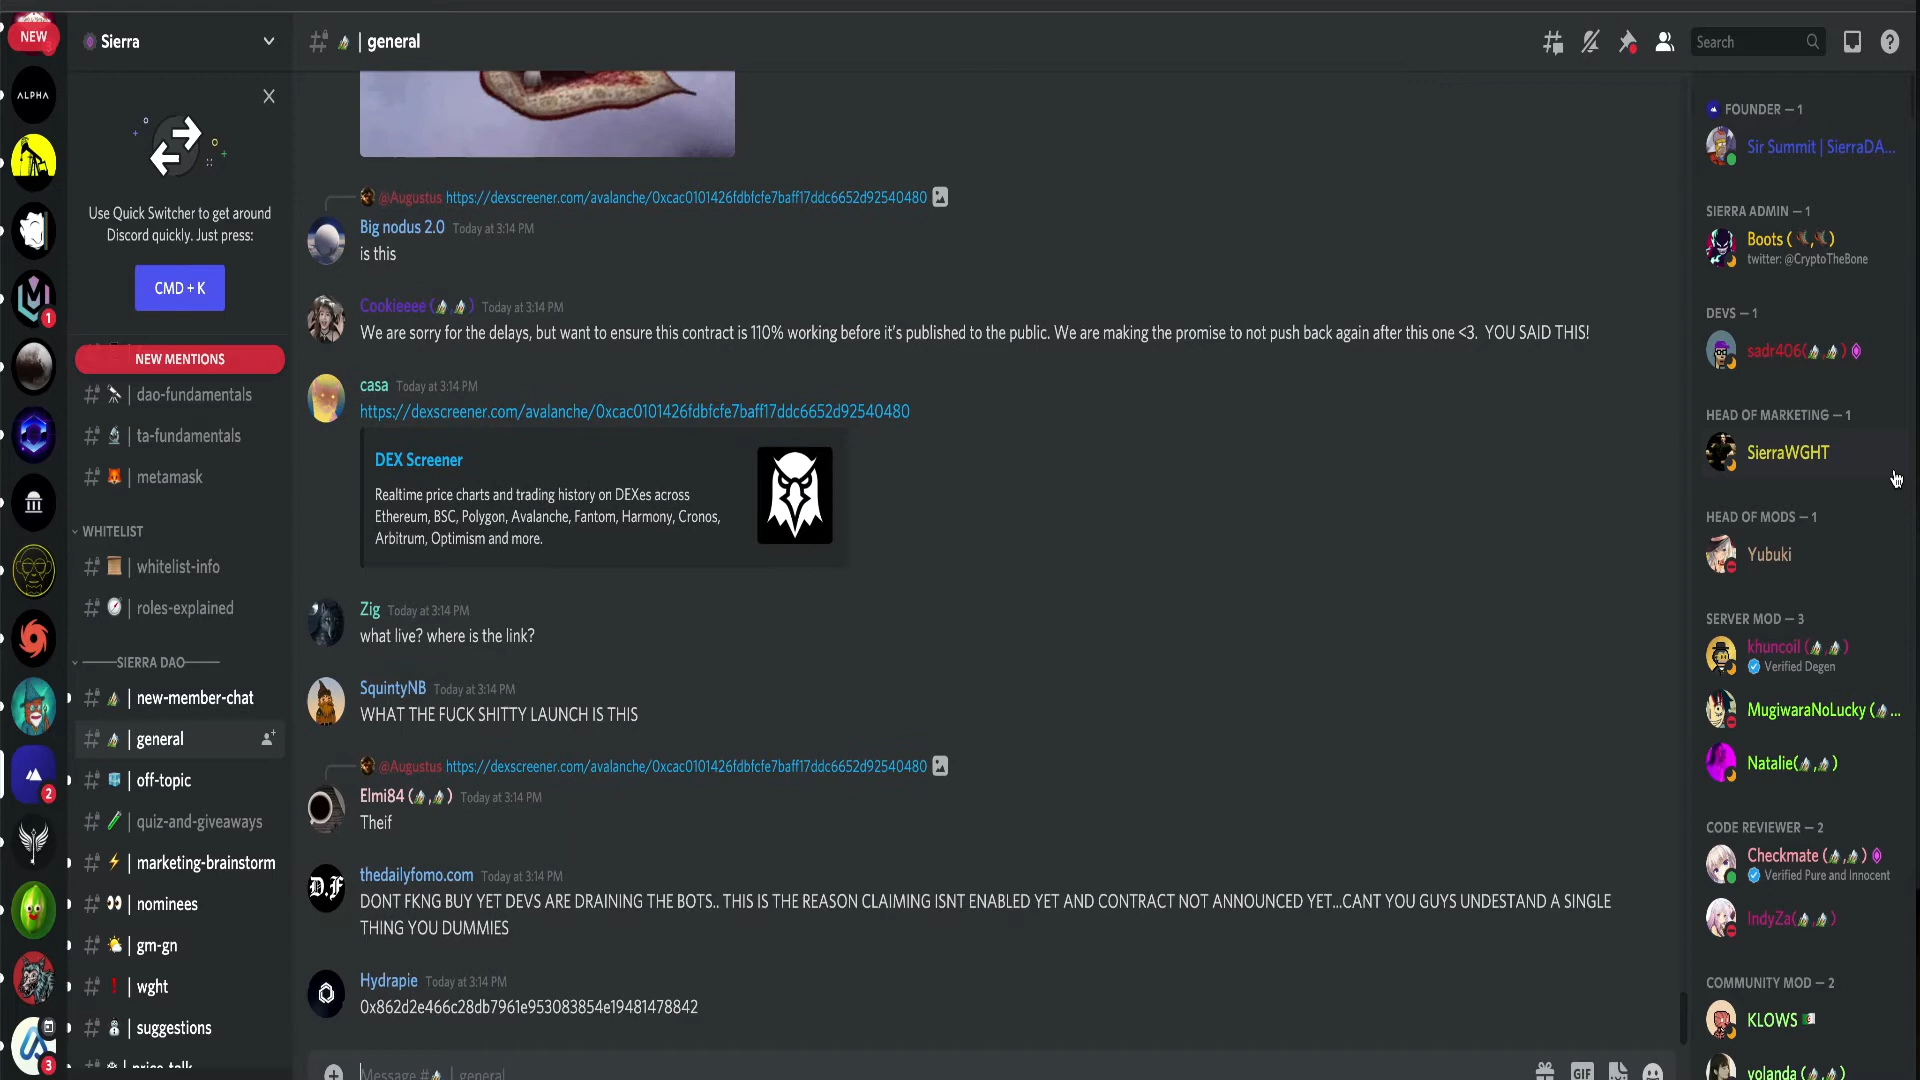 NEW
Sierra
| general
Search
ALPHA
Use Quick Switcher to get around
Discord quickly. Just press:
CMD + K
NEW MENTIONS
| dao-fundamentals
| ta-fundamentals
| metamask
WHITELIST
| whitelist-info
| roles-explained
SIERRA DAO
| new-member-chat
| general
| off-topic
| quiz-and-giveaways
| marketing-brainstorm
| nominees
| gm-gn
| wght
| suggestions
| price-talk
1
2
3
@Augustus https://dexscreener.com/avalanche/0xcac0101426fdbfcfe7baff17ddc6652d92540480
Big nodus 2.0 Today at 3:14 PM
is this
Cookieeee ( , ) Today at 3:14 PM
We are sorry for the delays, but want to ensure this contract is 110% working before it's published to the public. We are making the promise to not push back again after this one <3. YOU SAID THIS!
casa Today at 3:14 PM
https://dexscreener.com/avalanche/0xcac0101426fdbfcfe7baff17ddc6652d92540480
DEX Screener
Realtime price charts and trading history on DEXes across
Ethereum, BSC, Polygon, Avalanche, Fantom, Harmony, Cronos,
Arbitrum, Optimism and more.
Zig Today at 3:14 PM
what live? where is the link?
SquintyNB Today at 3:14 PM
WHAT THE FUCK SHITTY LAUNCH IS THIS
@Augustus https://dexscreener.com/avalanche/0xcac0101426fdbfcfe7baff17ddc6652d92540480
Elmi84 ( , ) Today at 3:14 PM
Theif
thedailyfomo.com Today at 3:14 PM
D.F
DONT FKNG BUY YET DEVS ARE DRAINING THE BOTS.. THIS IS THE REASON CLAIMING ISNT ENABLED YET AND CONTRACT NOT ANNOUNCED YET...CANT YOU GUYS UNDESTAND A SINGLE
THING YOU DUMMIES
Hydrapie Today at 3:14 PM
0x862d2e466c28db7961e953083854e19481478842
Message # | general
GIF
FOUNDER — 1
Sir Summit | SierraDA...
SIERRA ADMIN — 1
Boots ( , )
twitter: @CryptoTheBone
DEVS — 1
sadr406( , )
HEAD OF MARKETING — 1
SierraWGHT
HEAD OF MODS — 1
Yubuki
SERVER MOD — 3
khuncoil ( , )
Verified Degen
MugiwaraNoLucky ( ...
Natalie( , )
CODE REVIEWER — 2
Checkmate ( , )
Verified Pure and Innocent
IndyZa( , )
COMMUNITY MOD — 2
KLOWS
yolanda ( , )